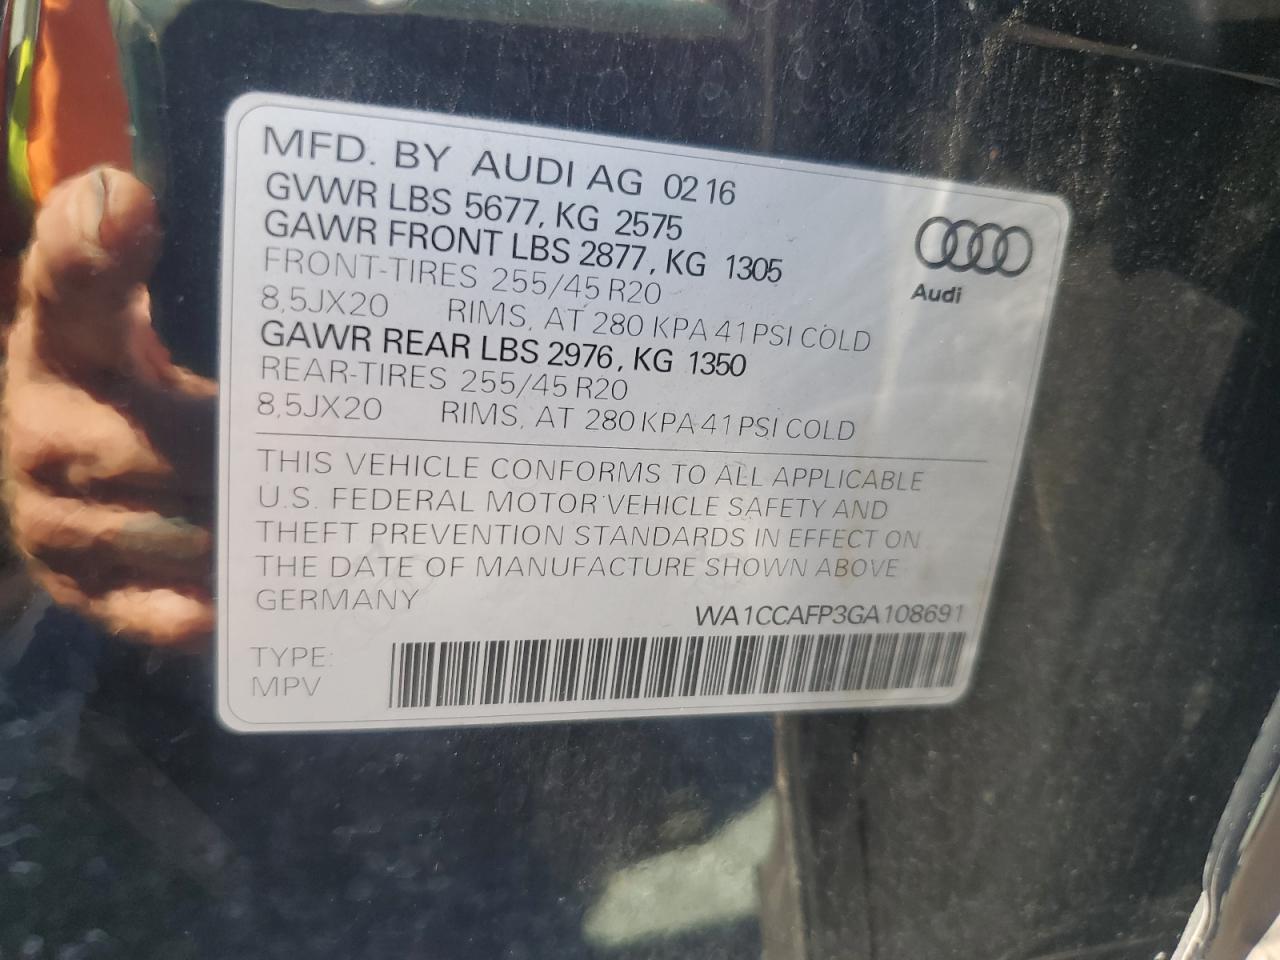 MFD. BY AUDI AG 02 16
GVWR LBS 5677, KG 2575
GAWR FRONT LBS 2877, KG 1305
FRONT-TIRES 255/45 R20
8,5JX20 RIMS, AT 280 KPA 41 PSI COLD
GAWR REAR LBS 2976, KG 1350
REAR-TIRES 255/45 R20
8,5JX20 RIMS, AT 280 KPA 41 PSI COLD
Audi
THIS VEHICLE CONFORMS TO ALL APPLICABLE
U.S. FEDERAL MOTOR VEHICLE SAFETY AND
THEFT PREVENTION STANDARDS IN EFFECT ON
THE DATE OF MANUFACTURE SHOWN ABOVE
GERMANY
WA1CCAFP3GA108691
TYPE:
MPV